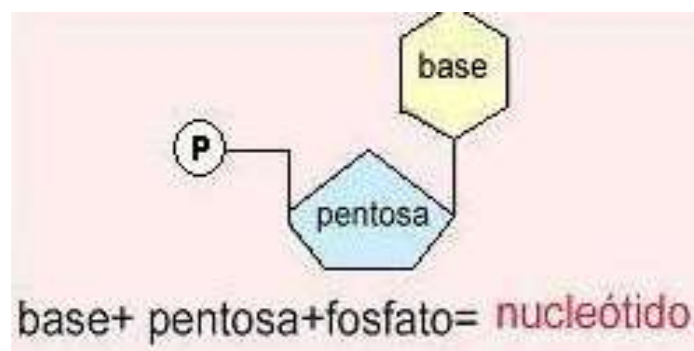 base
P
pentosa
base+ pentosa+fosfato= nucleótido